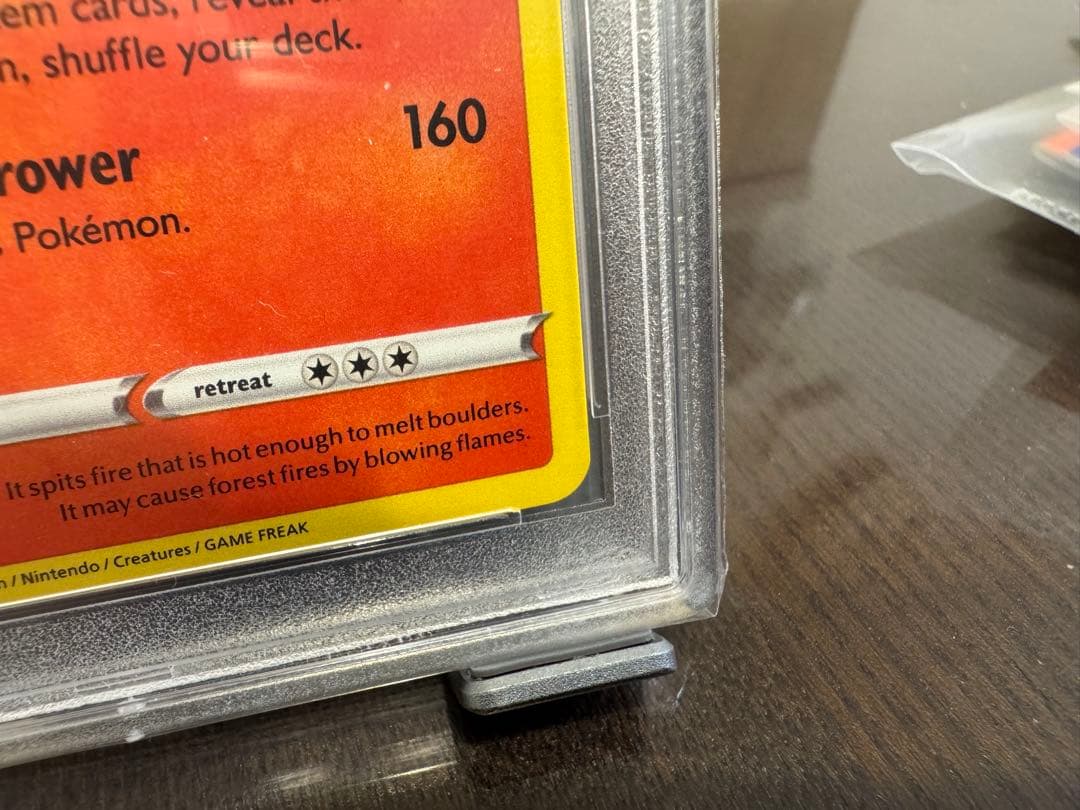 cards,
shuffle your deck.
160
Pokémon.
retreat
It spits fire that is hot enough to melt boulders.
It may cause forest fires by blowing flames.
/ Nintendo / Creatures / GAME FREAK